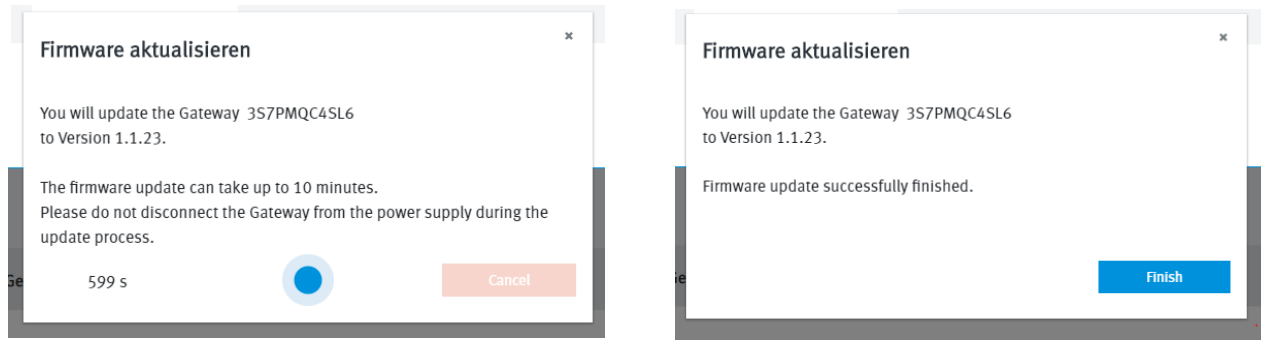 Firmware aktualisieren
×
You will update the Gateway 3S7PMQC4SL6
to Version 1.1.23.
The firmware update can take up to 10 minutes.
Please do not disconnect the Gateway from the power supply during the
update process.
Ge
599 s
Cancel
Firmware aktualisieren
×
You will update the Gateway 3S7PMQC4SL6
to Version 1.1.23.
Firmware update successfully finished.
Finish